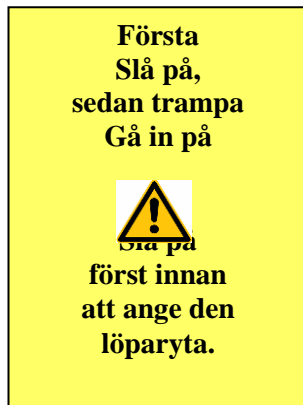 Första
Slå på,
sedan trampa
Gå in på
Slå på
först innan
att ange den
löparyta.